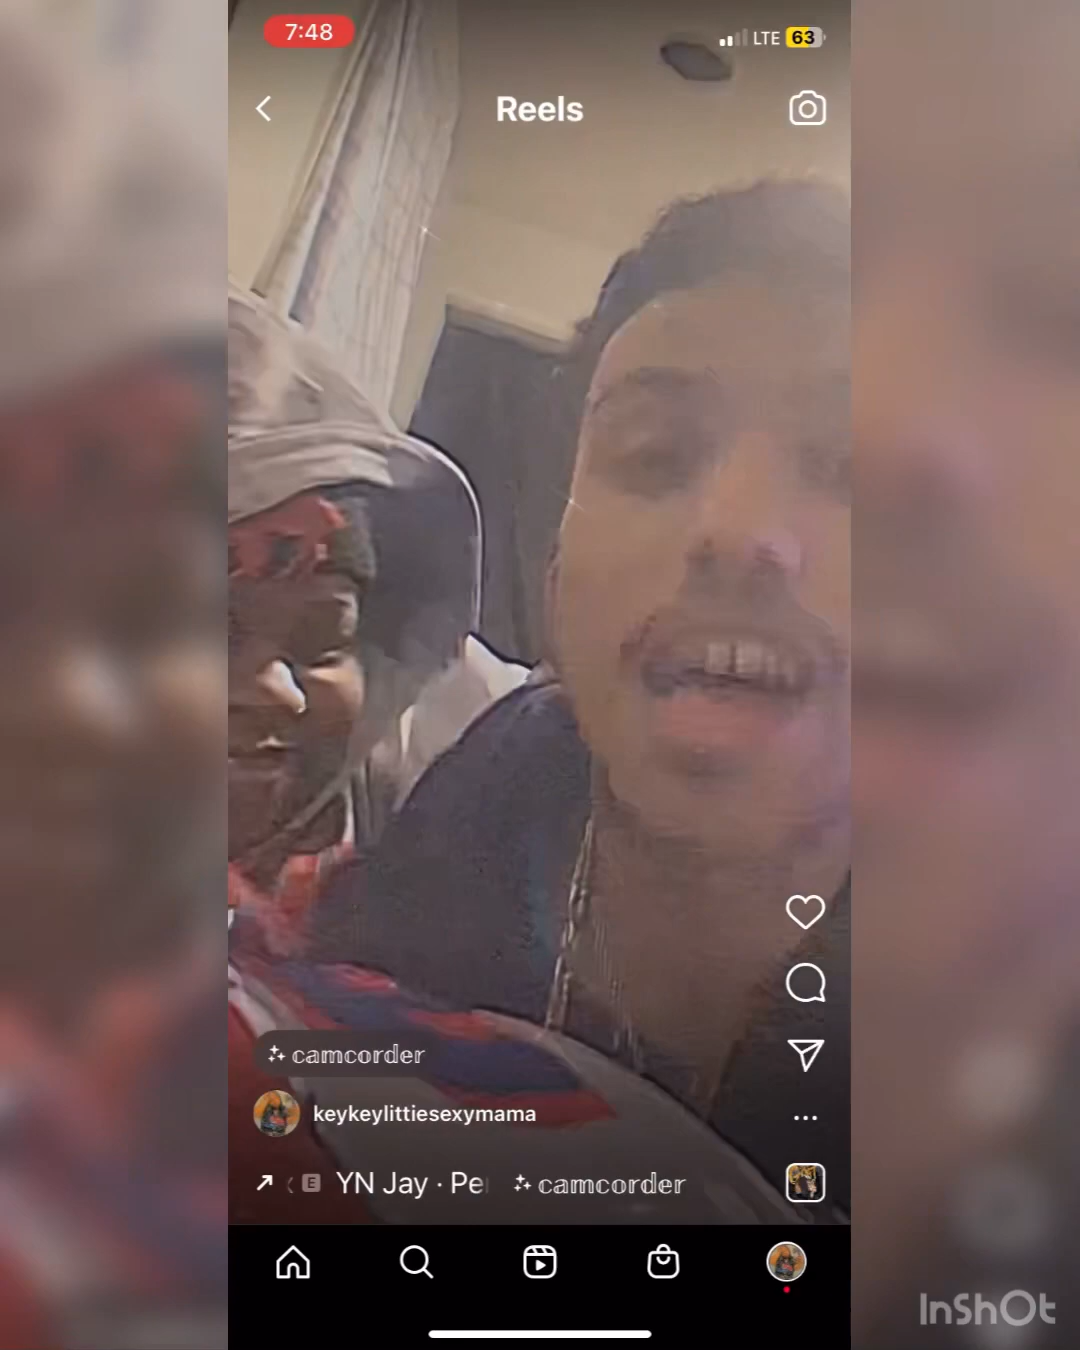 7:48
LTE 63
Reels
camcorder
keykeylittiesexymama
E YN Jay · Pe
camcorder
InShOt